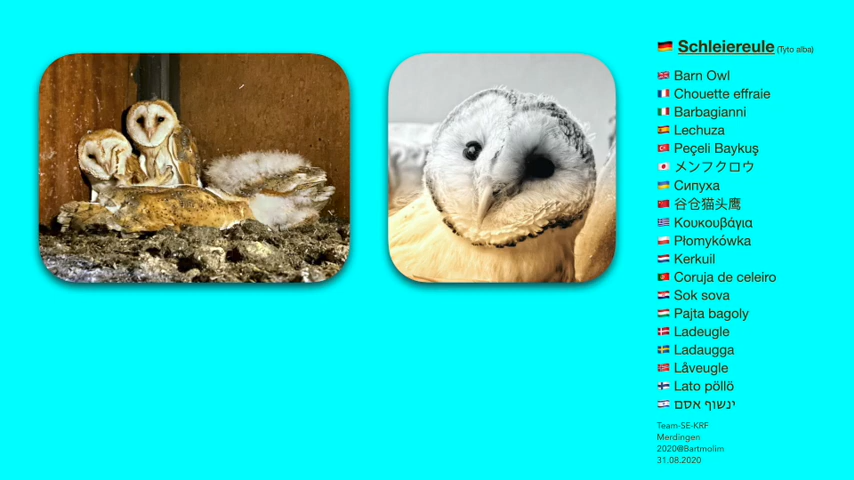 Schleiereule (Tyto alba)
Barn Owl
Chouette effraie
Barbagianni
Lechuza
Peçeli Baykuş
メンフクロウ
Сипуха
谷仓猫头鹰
Κουκουβάγια
Płomykówka
Kerkuil
Coruja de celeiro
Sok sova
Pajta bagoly
Ladeugle
Ladaugga
Låveugle
Lato pöllö
ינשוף אסם
Team-SE-KRF
Merdingen
2020@Bartmolim
31.08.2020